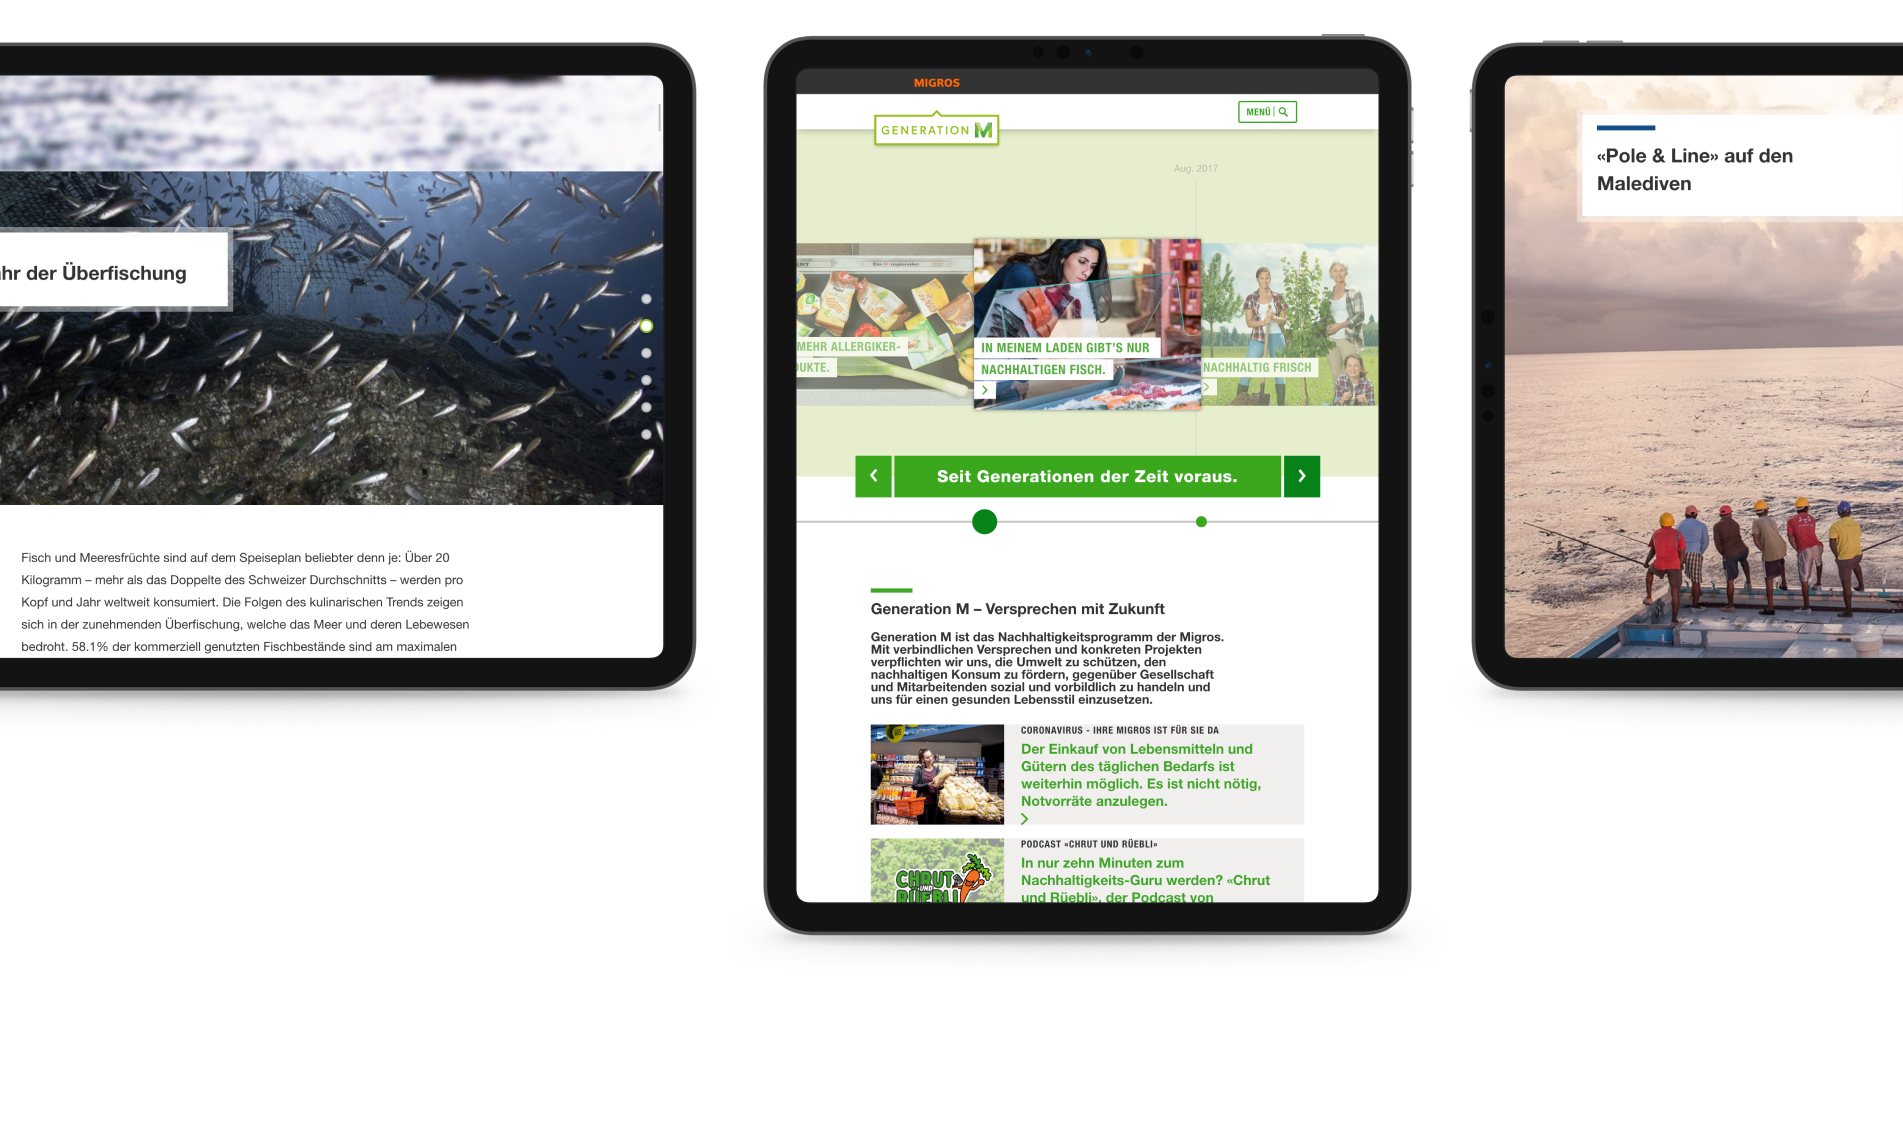 hr der Überfischung
Fisch und Meeresfrüchte sind auf dem Speiseplan beliebter denn je: Über 20
Kilogramm – mehr als das Doppelte des Schweizer Durchschnitts – werden pro
Kopf und Jahr weltweit konsumiert. Die Folgen des kulinarischen Trends zeigen
sich in der zunehmenden Überfischung, welche das Meer und deren Lebewesen
bedroht. 58.1% der kommerziell genutzten Fischbestände sind am maximalen
MIGROS
GENERATION M
MENÜ
Aug. 2017
MEHR ALLERGIKER-
UKTE.
IN MEINEM LADEN GIBT'S NUR
NACHHALTIGEN FISCH.
NACHHALTIG FRISCH
Seit Generationen der Zeit voraus.
Generation M – Versprechen mit Zukunft
Generation M ist das Nachhaltigkeitsprogramm der Migros.
Mit verbindlichen Versprechen und konkreten Projekten
verpflichten wir uns, die Umwelt zu schützen, den
nachhaltigen Konsum zu fördern, gegenüber Gesellschaft
und Mitarbeitenden sozial und vorbildlich zu handeln und
uns für einen gesunden Lebensstil einzusetzen.
CORONAVIRUS - IHRE MIGROS IST FÜR SIE DA
Der Einkauf von Lebensmitteln und
Gütern des täglichen Bedarfs ist
weiterhin möglich. Es ist nicht nötig,
Notvorräte anzulegen.
CHRUT
UND
RÜEBLI
PODCAST «CHRUT UND RÜEBLI»
In nur zehn Minuten zum
Nachhaltigkeits-Guru werden? «Chrut
und Rüebli», der Podcast von
«Pole & Line» auf den
Malediven